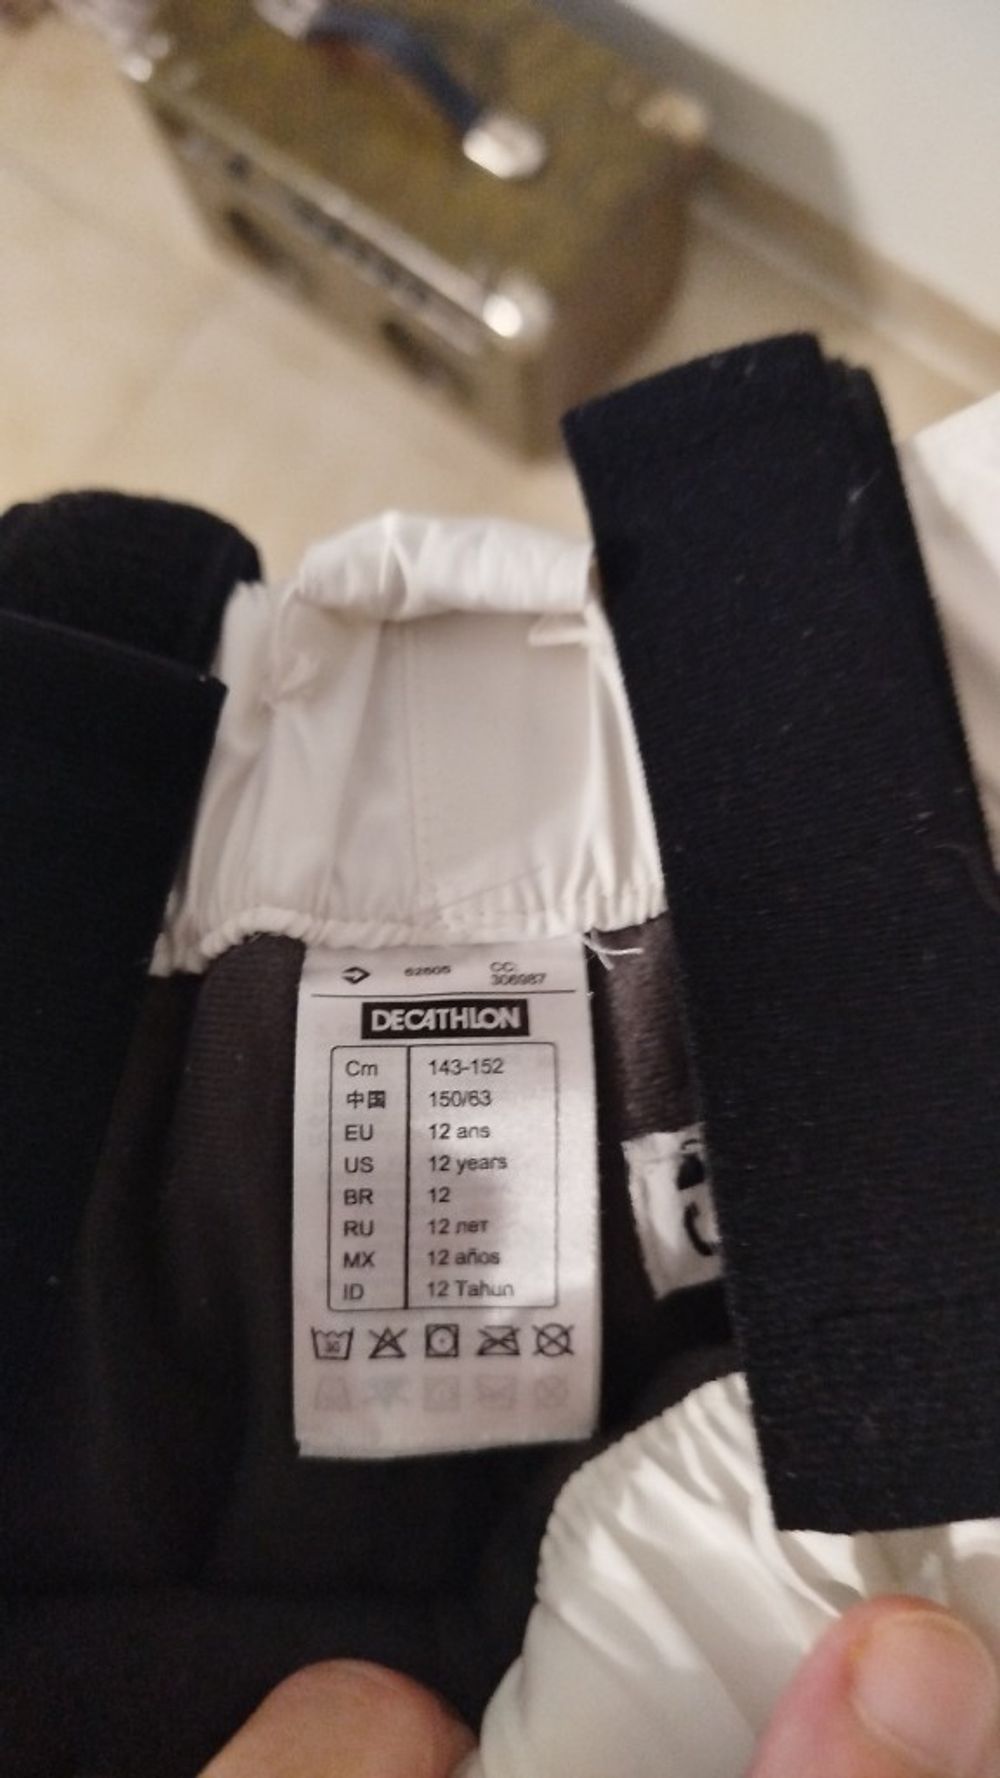 62605 CC:
306987
DECATHLON
Cm 143-152
中国 150/63
EU 12 ans
US 12 years
BR 12
RU 12 лет
MX 12 años
ID 12 Tahun
30